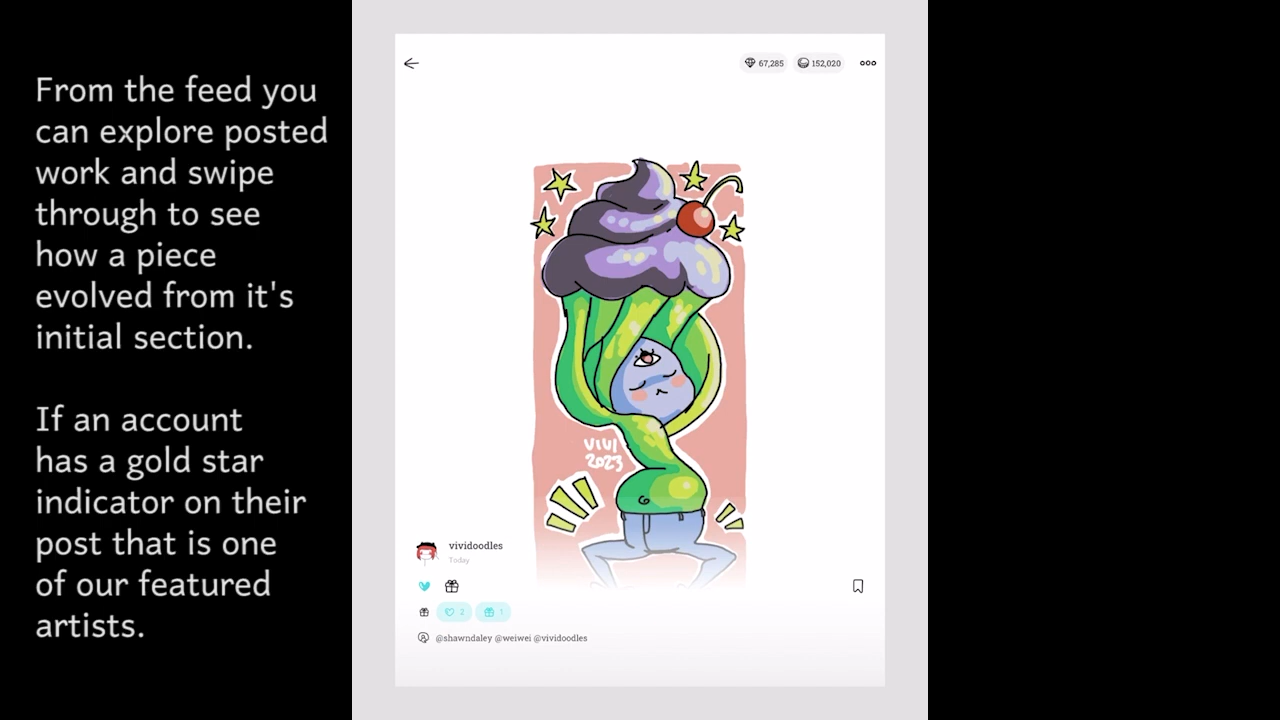 From the feed you
can explore posted
work and swipe
through to see
how a piece
evolved from it's
initial section.
If an account
has a gold star
indicator on their
post that is one
of our featured
artists.
67,285
152,020
VIVI
2023
vividoodles
Today
2
1
@shawndaley @weiwei @vividoodles